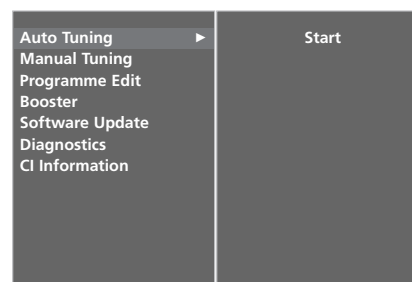 Auto Tuning ►
Start
Manual Tuning
Programme Edit
Booster
Software Update
Diagnostics
CI Information